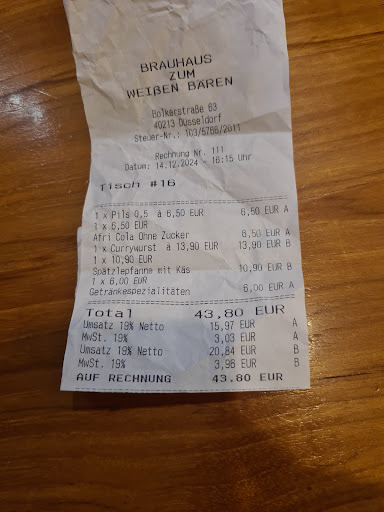 BRAUHAUS
ZUM
WEIßEN BÄREN
Bolkerstraße 63
40213 Düsseldorf
Steuer-Nr.: 103/5766/2011
Rechnung Nr. 111
Datum: 14.12.2024 - 16:15 Uhr
Tisch #16
1 x Pils 0,5 à 6,50 EUR 6,50 EUR A
1 x 6,50 EUR
Afri Cola Ohne Zucker 6,50 EUR A
1 x Currywurst à 13,90 EUR 13,90 EUR B
1 x 10,90 EUR
Spätzlepfanne mit Käs 10,90 EUR B
1 x 6,00 EUR
Getränkespezialitäten 6,00 EUR A
Total 43,80 EUR
Umsatz 19% Netto 15,97 EUR A
MwSt. 19% 3,03 EUR A
Umsatz 19% Netto 20,84 EUR B
MwSt. 19% 3,96 EUR B
AUF RECHNUNG 43,80 EUR